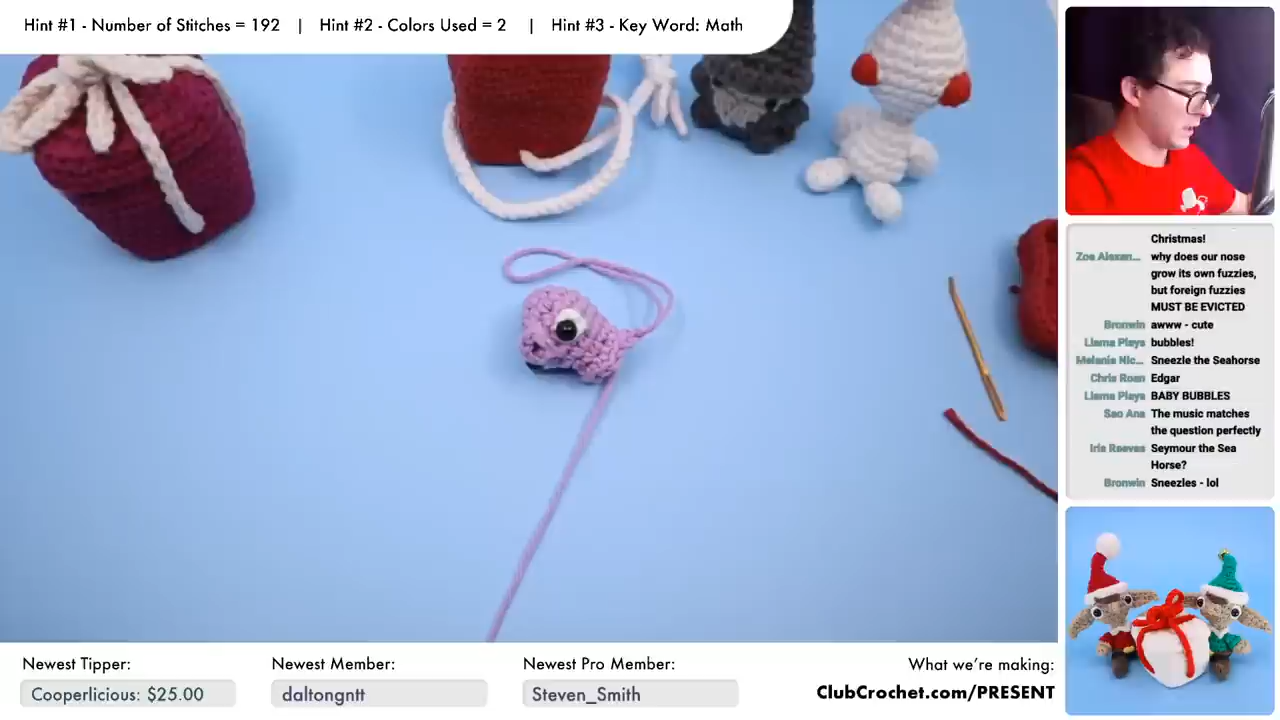 Hint #1 - Number of Stitches = 192 | Hint #2 - Colors Used = 2 | Hint #3 - Key Word: Math
Christmas!
Zoe Alexan... why does our nose
grow its own fuzzies,
but foreign fuzzies
MUST BE EVICTED
Bronwin awww - cute
Llama Plays bubbles!
Melanie Nic... Sneezle the Seahorse
Chris Roan Edgar
Llama Plays BABY BUBBLES
Sao Ana The music matches
the question perfectly
Iris Reeves Seymour the Sea
Horse?
Bronwin Sneezles - lol
Newest Tipper:
Cooperlicious: $25.00
Newest Member:
daltongntt
Newest Pro Member:
Steven_Smith
What we're making:
ClubCrochet.com/PRESENT